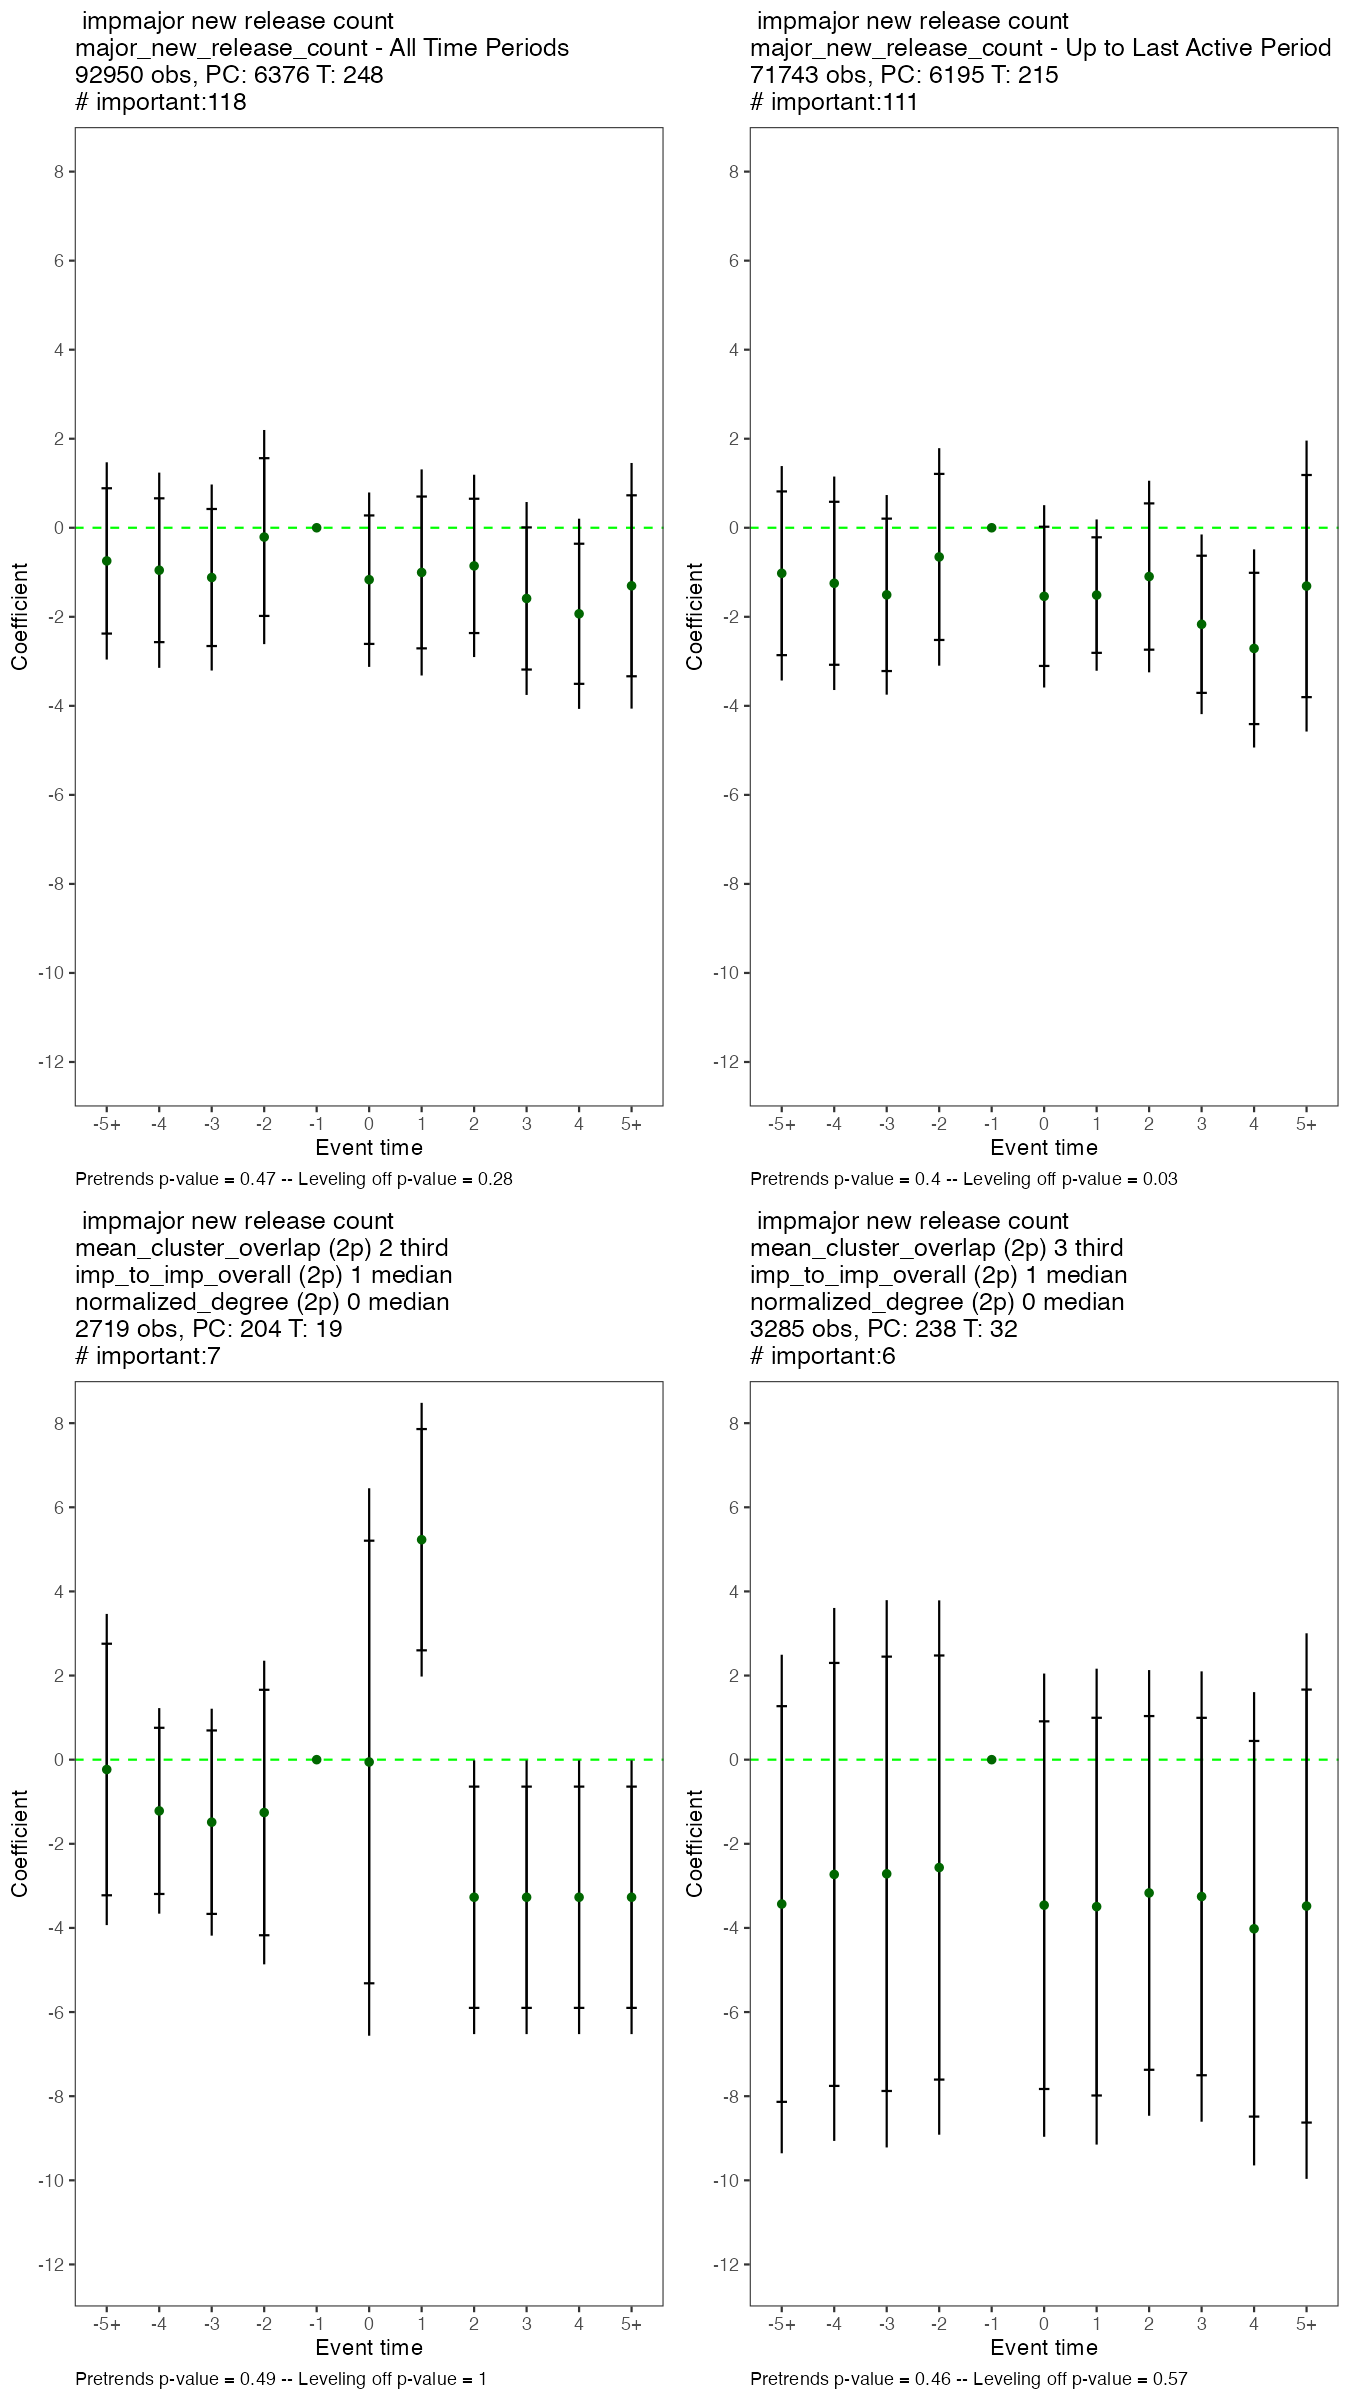 impmajor new release count
major_new_release_count - All Time Periods
92950 obs, PC: 6376 T: 248
# important:118
8
6
4
2
0
-2
-4
-6
-8
-10
-12
Coefficient
-5+ -4 -3 -2 -1 0 1 2 3 4 5+
Event time
Pretrends p-value = 0.47 -- Leveling off p-value = 0.28
impmajor new release count
major_new_release_count - Up to Last Active Period
71743 obs, PC: 6195 T: 215
# important:111
8
6
4
2
0
-2
-4
-6
-8
-10
-12
Coefficient
-5+ -4 -3 -2 -1 0 1 2 3 4 5+
Event time
Pretrends p-value = 0.4 -- Leveling off p-value = 0.03
impmajor new release count
mean_cluster_overlap (2p) 2 third
imp_to_imp_overall (2p) 1 median
normalized_degree (2p) 0 median
2719 obs, PC: 204 T: 19
# important:7
8
6
4
2
0
-2
-4
-6
-8
-10
-12
Coefficient
-5+ -4 -3 -2 -1 0 1 2 3 4 5+
Event time
Pretrends p-value = 0.49 -- Leveling off p-value = 1
impmajor new release count
mean_cluster_overlap (2p) 3 third
imp_to_imp_overall (2p) 1 median
normalized_degree (2p) 0 median
3285 obs, PC: 238 T: 32
# important:6
8
6
4
2
0
-2
-4
-6
-8
-10
-12
Coefficient
-5+ -4 -3 -2 -1 0 1 2 3 4 5+
Event time
Pretrends p-value = 0.46 -- Leveling off p-value = 0.57